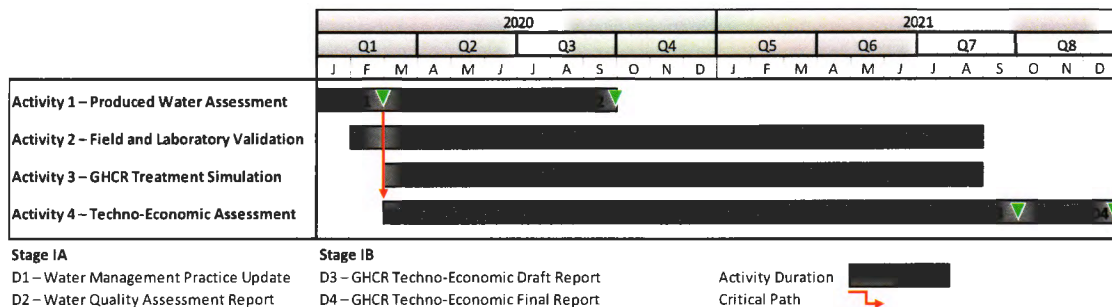 2020 2021
Q1 Q2 Q3 Q4 Q5 Q6 Q7 Q8
J F M A M J J A S O N D J F M A M J J A S O N D
Activity 1 – Produced Water Assessment 1 2
Activity 2 – Field and Laboratory Validation
Activity 3 – GHCR Treatment Simulation
Activity 4 – Techno-Economic Assessment D4
Stage IA Stage IB
D1 – Water Management Practice Update D3 – GHCR Techno-Economic Draft Report Activity Duration
D2 – Water Quality Assessment Report D4 – GHCR Techno-Economic Final Report Critical Path